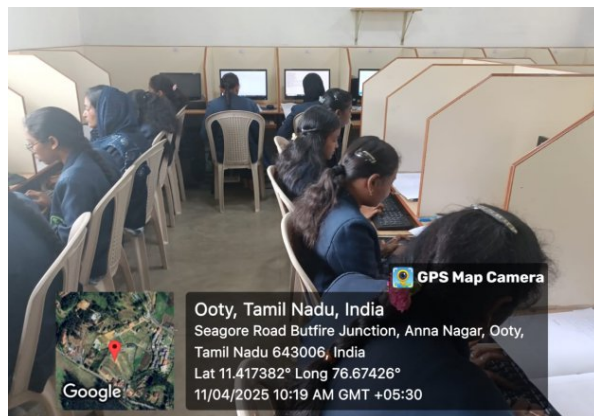 GPS Map Camera
Ooty, Tamil Nadu, India
Seagore Road Butfire Junction, Anna Nagar, Ooty,
Tamil Nadu 643006, India
Lat 11.417382° Long 76.67426°
11/04/2025 10:19 AM GMT +05:30
Google